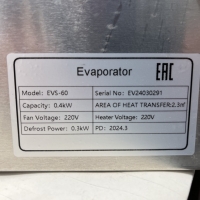 Evaporator
EAC
Model: EVS-60 Serial No: EV24030291
Capacity: 0.4kW AREA OF HEAT TRANSFER:2.3㎡
Fan Voltage: 220V Heater Voltage: 220V
Defrost Power: 0.3kW PD: 2024.3